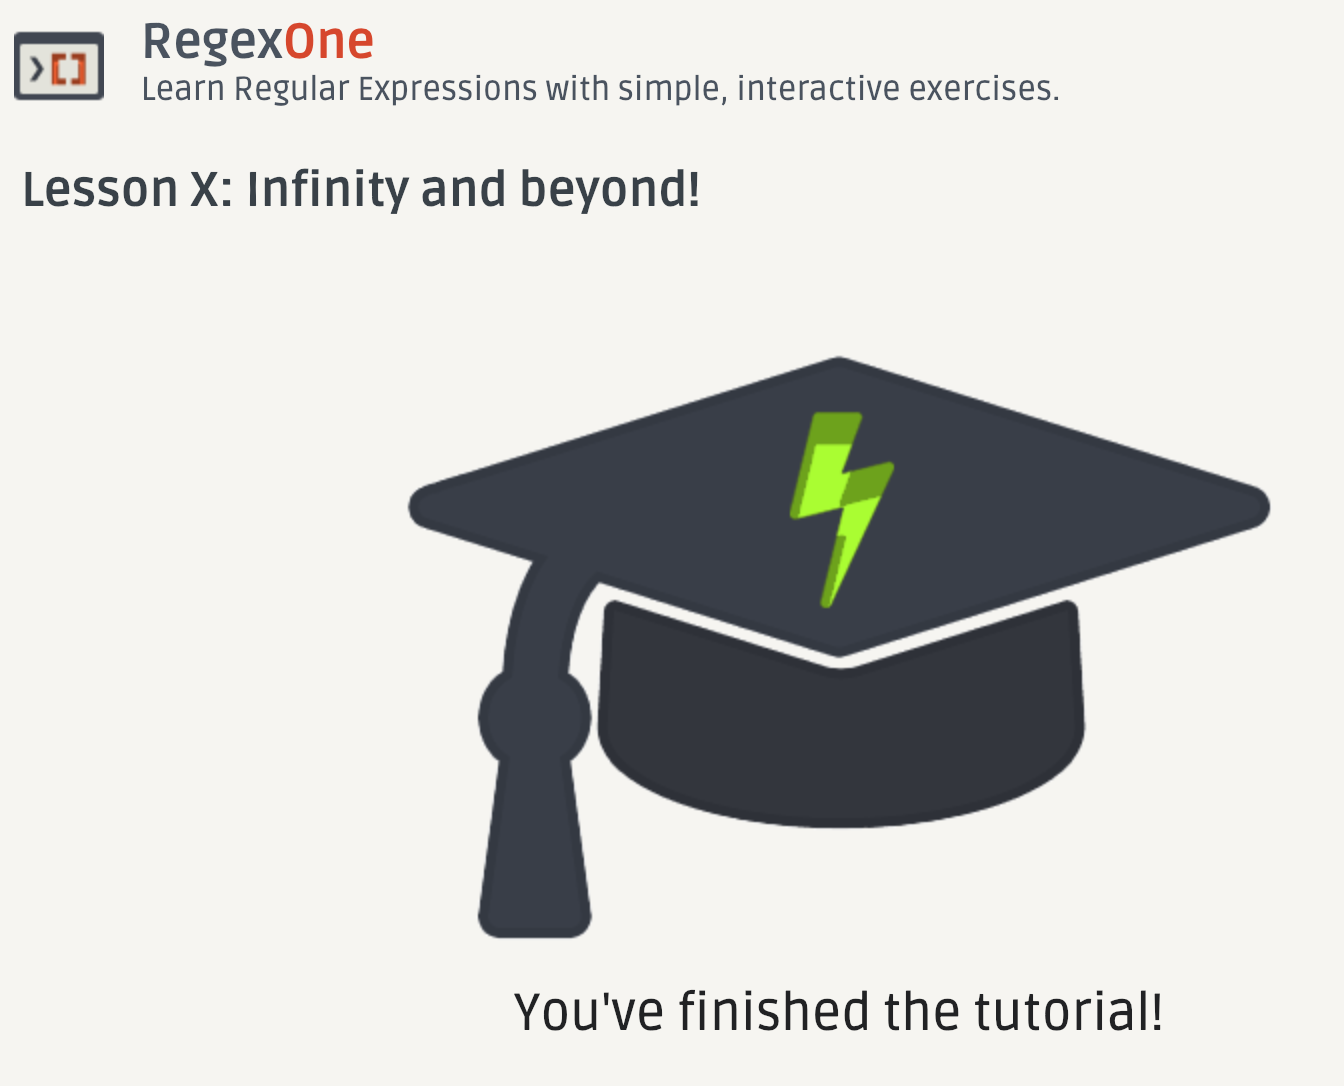 RegexOne
Learn Regular Expressions with simple, interactive exercises.
Lesson X: Infinity and beyond!
You've finished the tutorial!